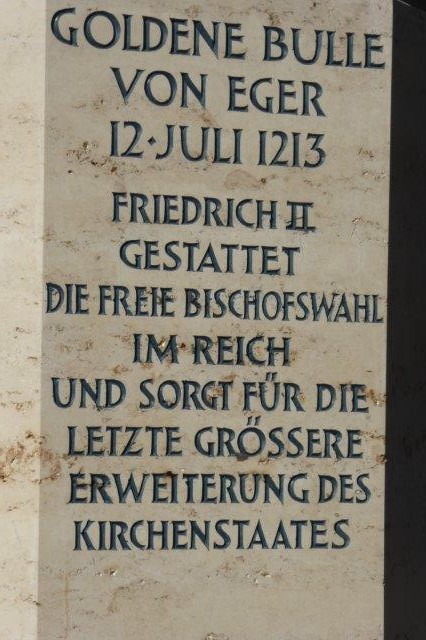 GOLDENE BULLE
VON EGER
12·JULI 1213
FRIEDRICH II
GESTATTET
DIE FREIE BISCHOFSWAHL
IM REICH
UND SORGT FÜR DIE
LETZTE GRÖSSERE
ERWEITERUNG DES
KIRCHENSTAATES